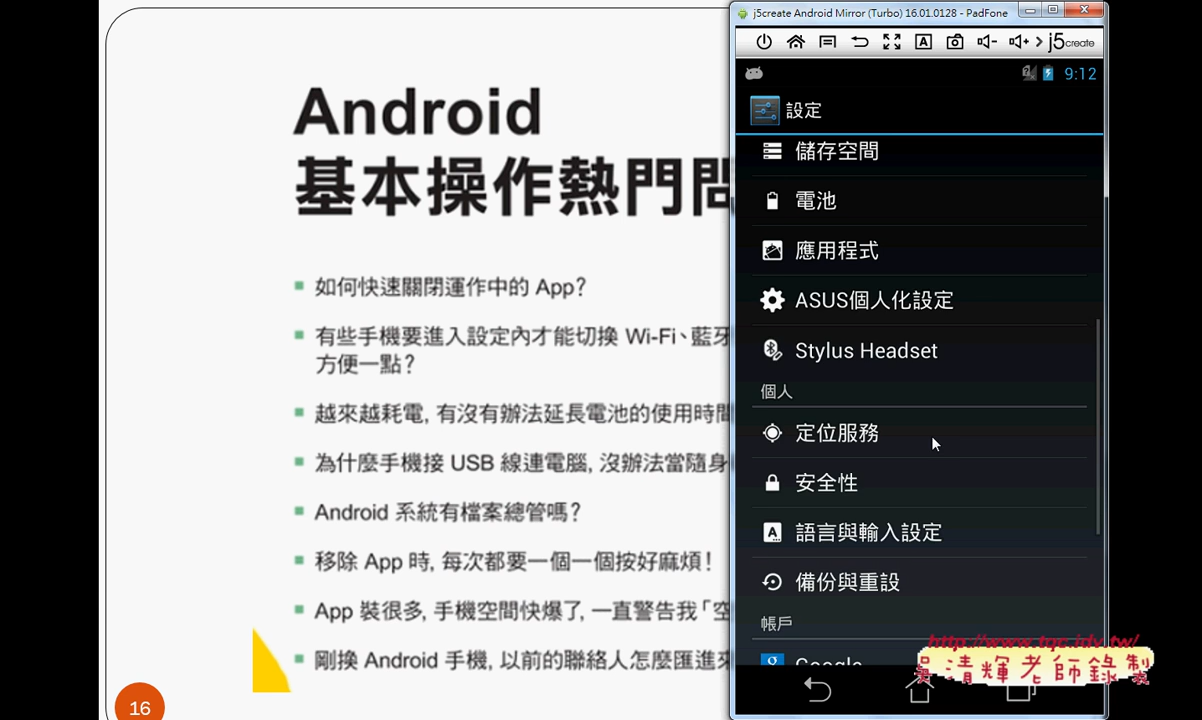 Android
基本操作熱門問
如何快速關閉運作中的 App?
有些手機要進入設定內才能切換 Wi-Fi、藍牙
方便一點?
越來越耗電, 有沒有辦法延長電池的使用時間
為什麼手機接 USB 線連電腦, 沒辦法當隨身
Android 系統有檔案總管嗎?
移除 App 時, 每次都要一個一個按好麻煩!
App 裝很多, 手機空間快爆了, 一直警告我「空
剛換 Android 手機, 以前的聯絡人怎麼匯進來
16
j5create Android Mirror (Turbo) 16.01.0128 - PadFone
j5create
9:12
設定
儲存空間
電池
應用程式
ASUS個人化設定
Stylus Headset
個人
定位服務
安全性
語言與輸入設定
備份與重設
帳戶
Google
http://www.tqc.idv.tw/
吳清輝老師錄製